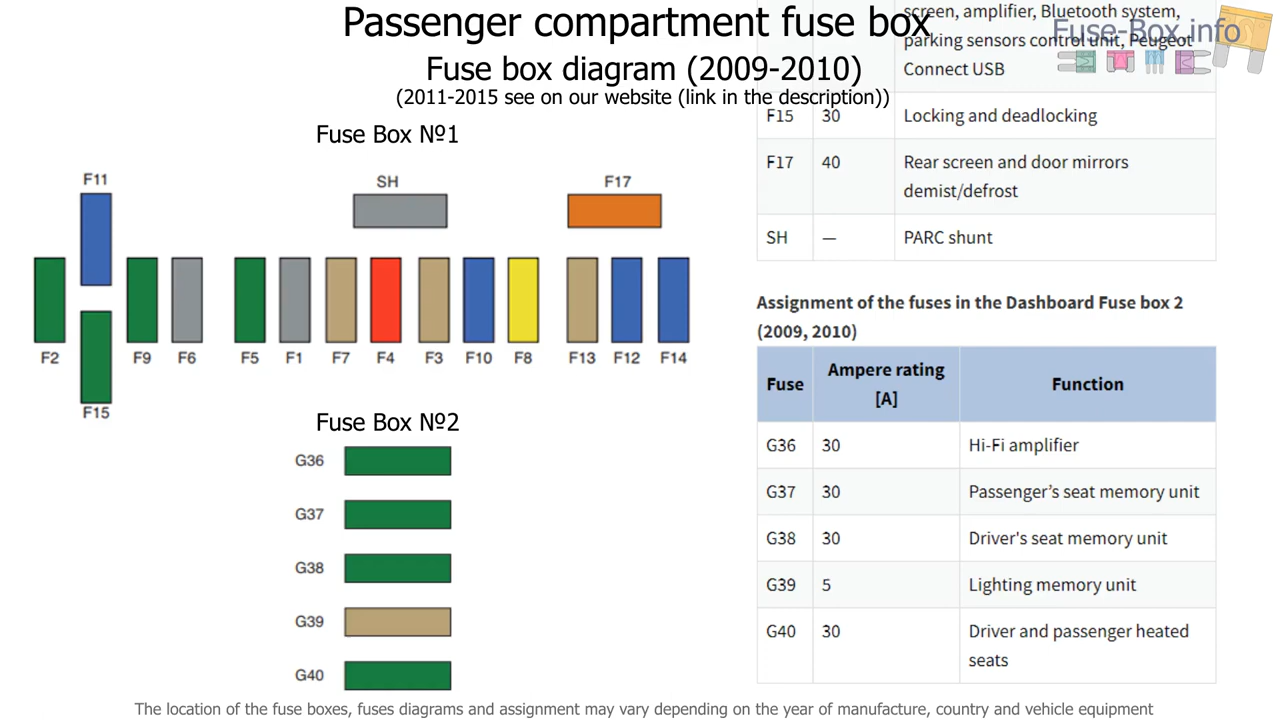 Passenger compartment fuse box
Fuse box diagram (2009-2010)
(2011-2015 see on our website (link in the description))
Fuse-Box.info
Fuse Box №1
F11
SH
F17
F2
F9
F6
F5
F1
F7
F4
F3
F10
F8
F13
F12
F14
F15
Fuse Box №2
G36
G37
G38
G39
G40
screen, amplifier, Bluetooth system,
parking sensors control unit, Peugeot
Connect USB
F15 30 Locking and deadlocking
F17 40 Rear screen and door mirrors
demist/defrost
SH — PARC shunt
Assignment of the fuses in the Dashboard Fuse box 2
(2009, 2010)
Fuse Ampere rating Function
[A]
G36 30 Hi-Fi amplifier
G37 30 Passenger’s seat memory unit
G38 30 Driver's seat memory unit
G39 5 Lighting memory unit
G40 30 Driver and passenger heated
seats
The location of the fuse boxes, fuses diagrams and assignment may vary depending on the year of manufacture, country and vehicle equipment